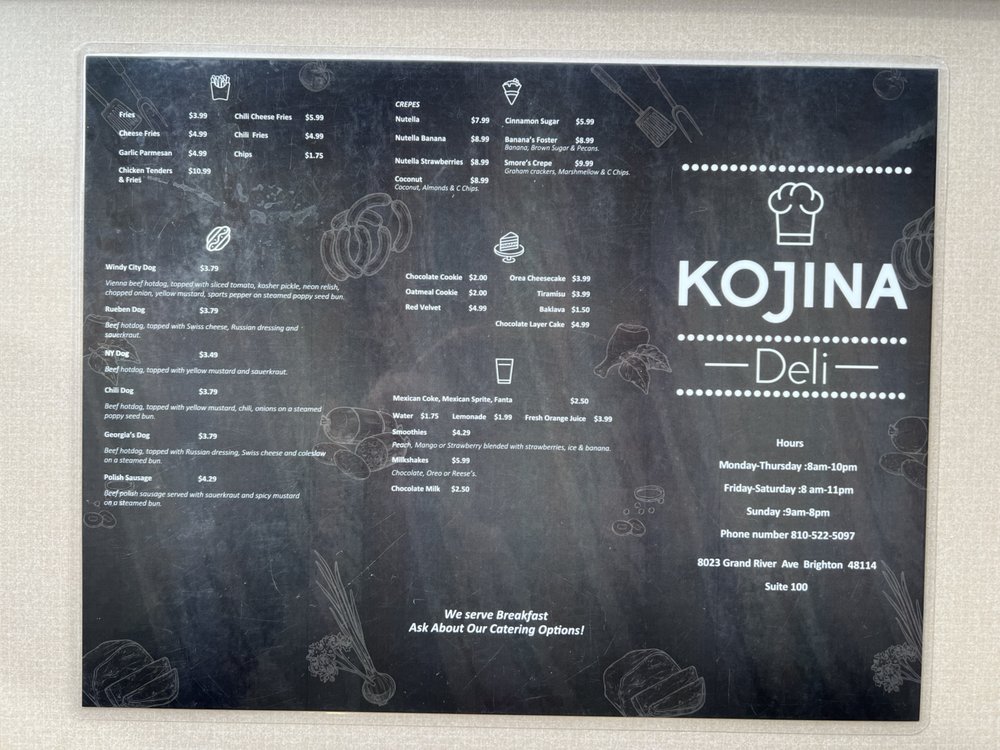 Fries $3.99 Chili Cheese Fries $5.99
Cheese Fries $4.99 Chili Fries $4.99
Garlic Parmesan $4.99 Chips $1.75
Chicken Tenders $10.99
& Fries
Windy City Dog $3.79
Vienna beef hotdog, tapped with sliced tomato, kosher pickle, neon relish,
chopped onion, yellow mustard, sports pepper on steamed poppy seed bun.
Rueben Dog $3.79
Beef hotdog, tapped with Swiss cheese, Russian dressing and
sauerkraut.
NY Dog $3.49
Beef hotdog, tapped with yellow mustard and sauerkraut.
Chili Dog $3.79
Beef hotdog, tapped with yellow mustard, chili, onions on a steamed
poppy seed bun.
Georgia's Dog $3.79
Beef hotdog, tapped with Russian dressing, Swiss cheese and coleslaw
on a steamed bun.
Polish Sausage $4.29
Beef polish sausage served with sauerkraut and spicy mustard
on a steamed bun.
CREPES
Nutella $7.99 Cinnamon Sugar $5.99
Nutella Banana $8.99 Banana's Foster $8.99
Banana, Brown Sugar & Pecans.
Nutella Strawberries $8.99 Smore's Crepe $9.99
Graham crackers, Marshmellow & C Chips.
Coconut $8.99
Coconut, Almonds & C Chips.
Chocolate Cookie $2.00 Orea Cheesecake $3.99
Oatmeal Cookie $2.00 Tiramisu $3.99
Red Velvet $4.99 Baklava $1.50
Chocolate Layer Cake $4.99
Mexican Coke, Mexican Sprite, Fanta $2.50
Water $1.75 Lemonade $1.99 Fresh Orange Juice $3.99
Smoothies $4.29
Peach, Mango or Strawberry blended with strawberries, ice & banana.
Milkshakes $5.99
Chocolate, Oreo or Reese's.
Chocolate Milk $2.50
We serve Breakfast
Ask About Our Catering Options!
KOJINA
Deli
Hours
Monday-Thursday :8am-10pm
Friday-Saturday :8 am-11pm
Sunday :9am-8pm
Phone number 810-522-5097
8023 Grand River Ave Brighton 48114
Suite 100